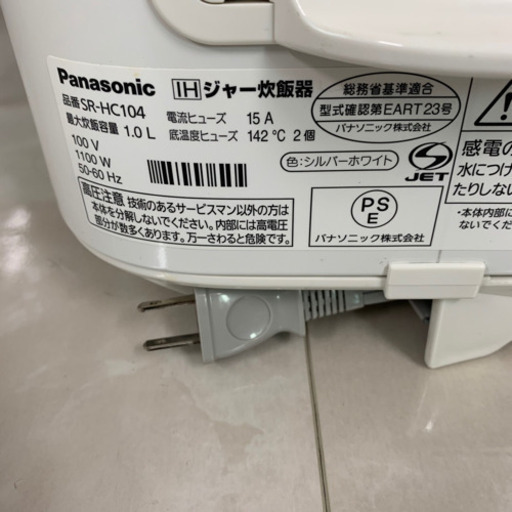 Panasonic
IHジャー炊飯器
品番SR-HC104
最大炊飯容量 1.0 L
100 V
1100 W
50-60 Hz
電流ヒューズ 15 A
底温度ヒューズ 142 ℃ 2個
総務省基準適合
型式確認第EART23号
パナソニック株式会社
色:シルバーホワイト
JET
高圧注意 技術のあるサービスマン以外の方は
本体を分解しないでください。内部には高電圧
部分が数多くあります。万一さわると危険です。
PS
E
パナソニック株式会社
感電の
水につけ
たりしない
・本体内部に
ないでくだ